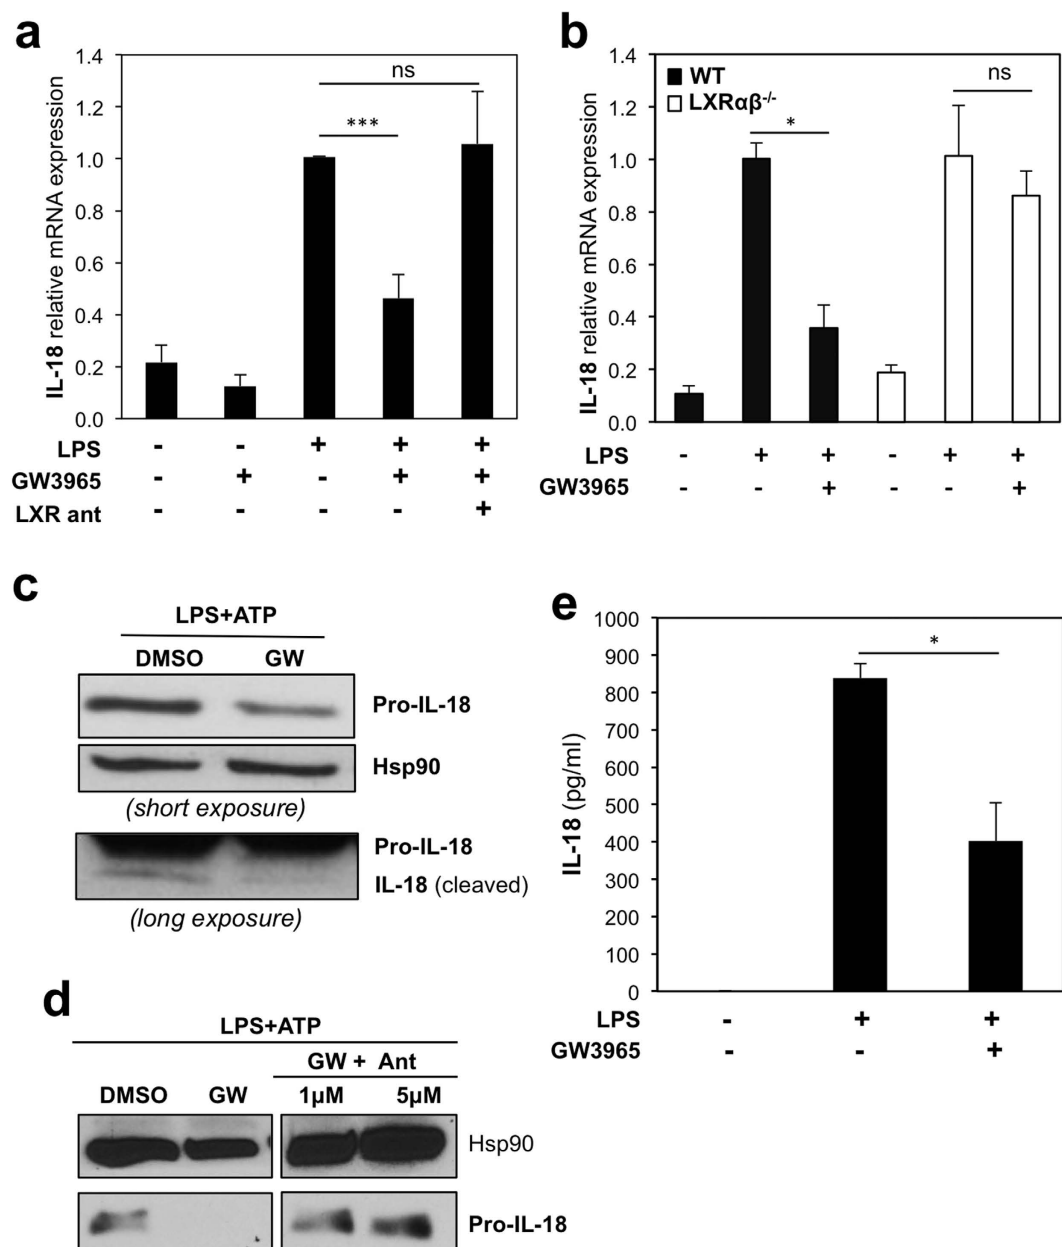 a
IL-18 relative mRNA expression
1.4
1.2
1.0
0.8
0.6
0.4
0.2
0.0
***
ns
LPS - - + + +
GW3965 - + - + +
LXR ant - - - - +
b
IL-18 relative mRNA expression
1.4
1.2
1.0
0.8
0.6
0.4
0.2
0.0
WT
LXRαβ-/-
*
ns
LPS - + + - + +
GW3965 - - + - - +
c
LPS+ATP
DMSO GW
Pro-IL-18
Hsp90
(short exposure)
Pro-IL-18
IL-18 (cleaved)
(long exposure)
d
LPS+ATP
GW + Ant
DMSO GW 1µM 5µM
Hsp90
Pro-IL-18
e
IL-18 (pg/ml)
1000
900
800
700
600
500
400
300
200
100
0
*
LPS - + +
GW3965 - - +